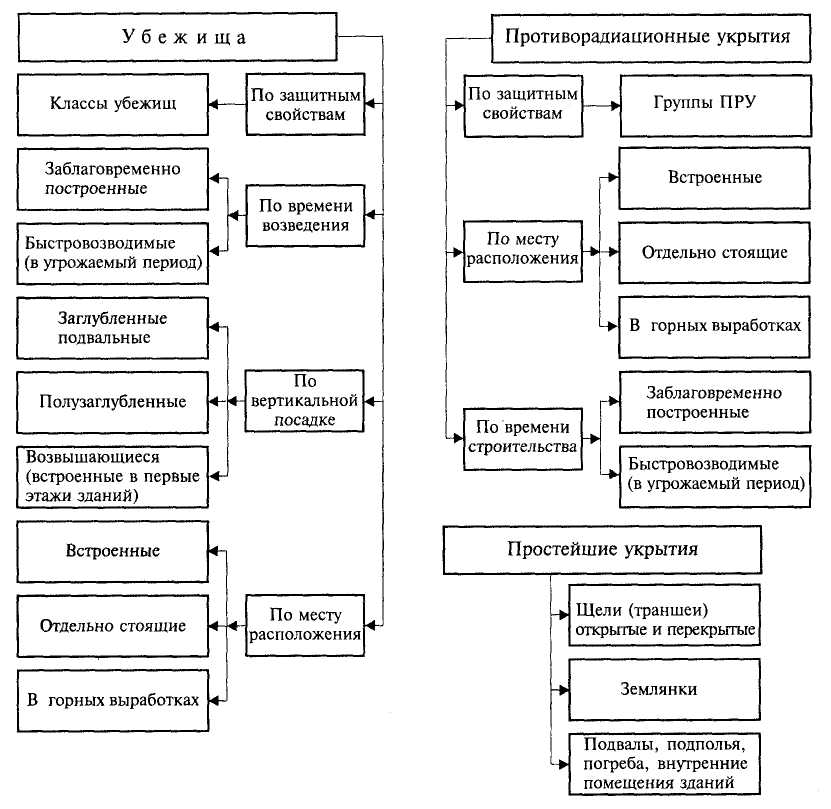 Убежища
Классы убежищ
По защитным
свойствам
Заблаговременно
построенные
Быстровозводимые
(в угрожаемый период)
По времени
возведения
Заглубленные
подвальные
Полузаглубленные
Возвышающиеся
(встроенные в первые
этажи зданий)
По
вертикальной
посадке
Встроенные
Отдельно стоящие
В горных выработках
По месту
расположения
Противорадиационные укрытия
По защитным
свойствам
Группы ПРУ
По месту
расположения
Встроенные
Отдельно стоящие
В горных выработках
По времени
строительства
Заблаговременно
построенные
Быстровозводимые
(в угрожаемый период)
Простейшие укрытия
Щели (траншеи)
открытые и перекрытые
Землянки
Подвалы, подполья,
погреба, внутренние
помещения зданий